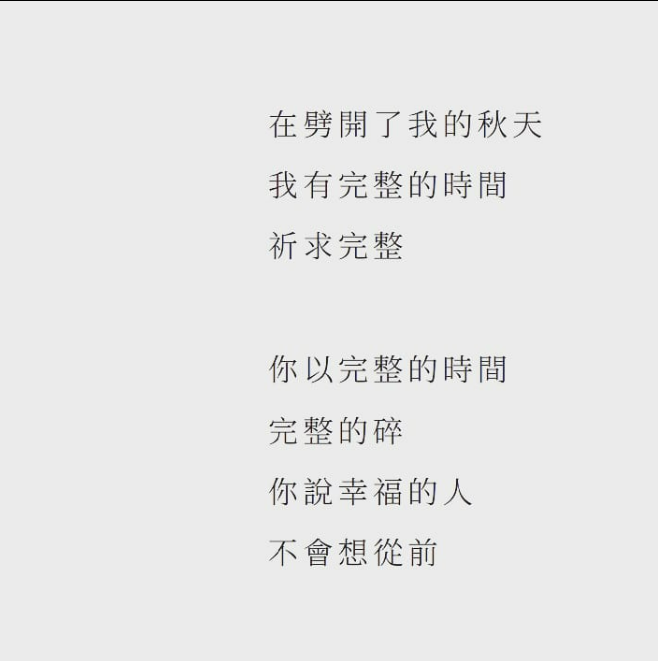 在劈開了我的秋天
我有完整的時間
祈求完整
你以完整的時間
完整的碎
你說幸福的人
不會想從前